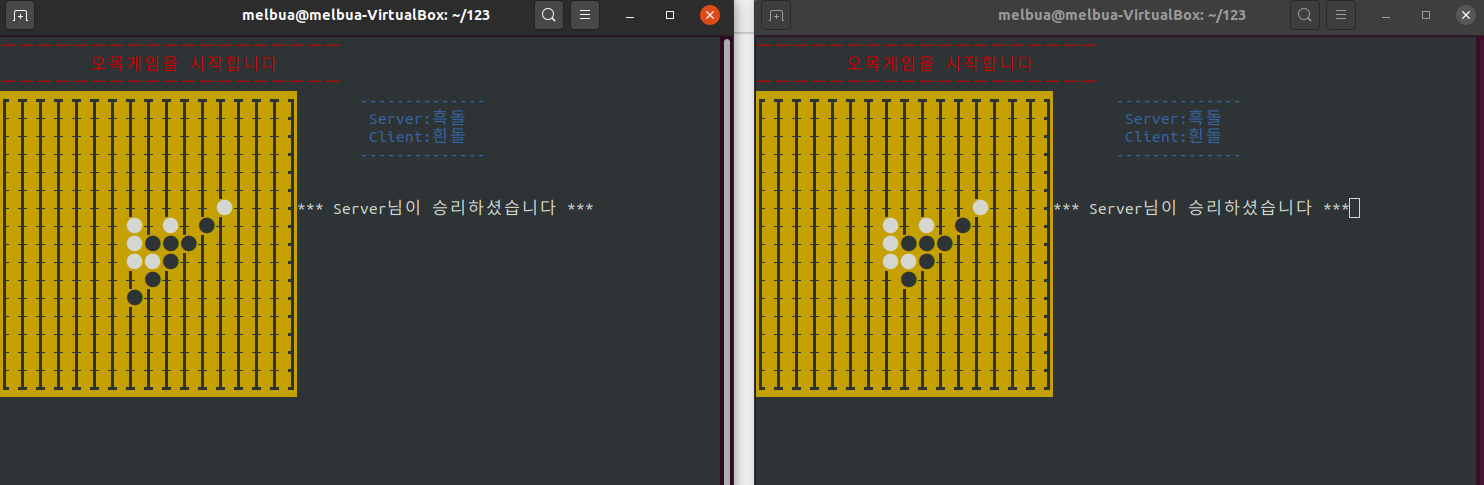 melbua@melbua-VirtualBox: ~/123
오목게임을 시작합니다
--------------
Server:흑돌
Client:흰돌
--------------
*** Server님이 승리하셨습니다 ***
melbua@melbua-VirtualBox: ~/123
오목게임을 시작합니다
--------------
Server:흑돌
Client:흰돌
--------------
*** Server님이 승리하셨습니다 ***